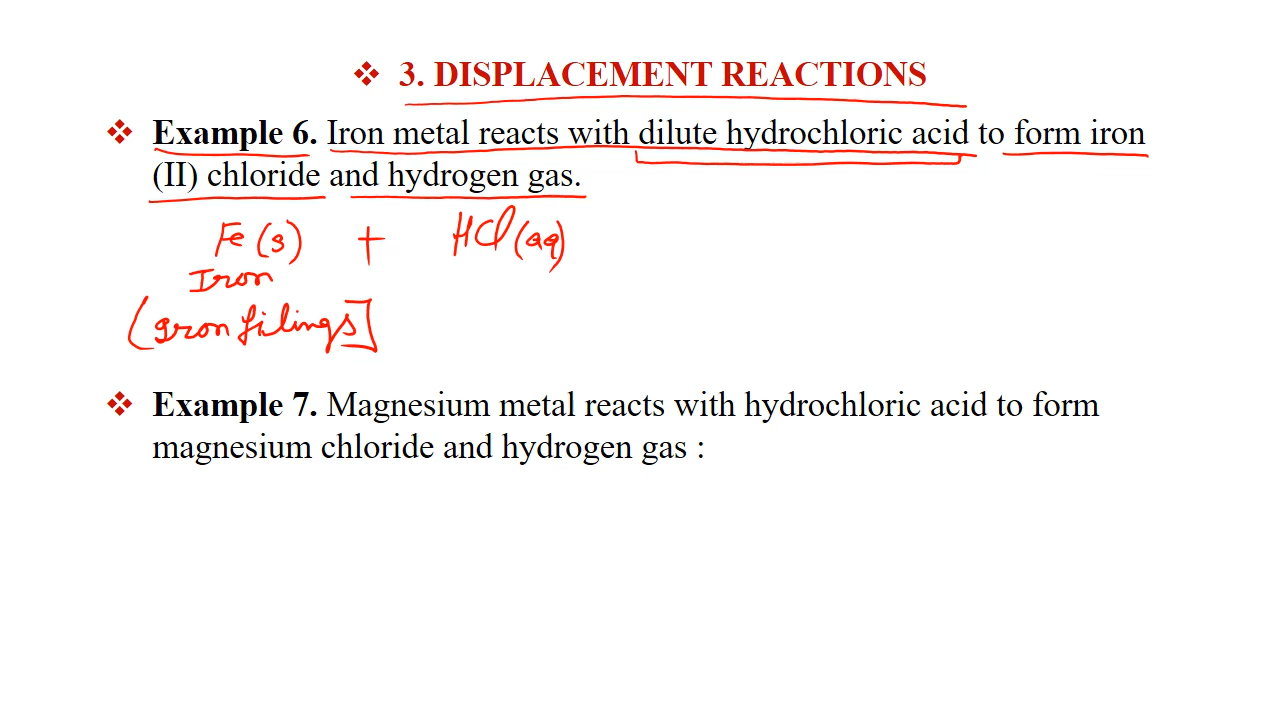 ❖ 3. DISPLACEMENT REACTIONS
❖ Example 6. Iron metal reacts with dilute hydrochloric acid to form iron
(II) chloride and hydrogen gas.
Fe (s) + HCl (aq)
Iron
(Iron filings]
❖ Example 7. Magnesium metal reacts with hydrochloric acid to form
magnesium chloride and hydrogen gas :